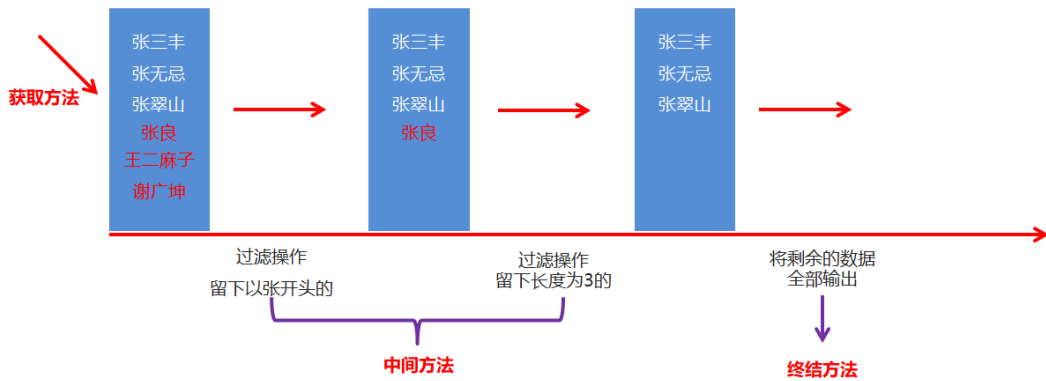 获取方法
张三丰
张无忌
张翠山
张良
王二麻子
谢广坤
张三丰
张无忌
张翠山
张良
张三丰
张无忌
张翠山
过滤操作
留下以张开头的
过滤操作
留下长度为3的
将剩余的数据
全部输出
中间方法
终结方法